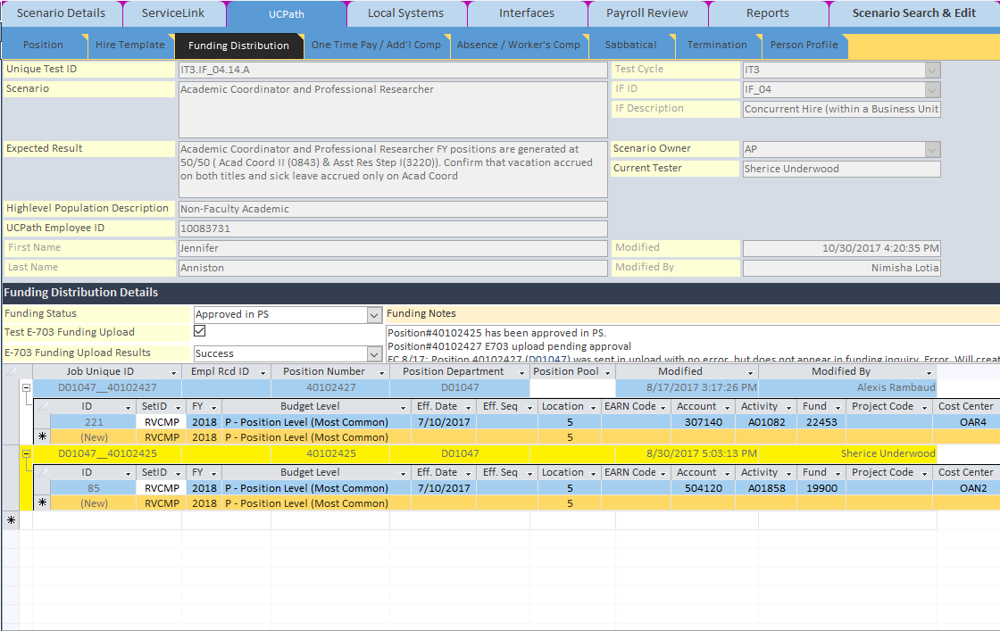 Scenario Details ServiceLink UCPath Local Systems Interfaces Payroll Review Reports Scenario Search & Edit
Position Hire Template Funding Distribution One Time Pay / Add'l Comp Absence / Worker's Comp Sabbatical Termination Person Profile
Unique Test ID IT3.IF_04.14.A Test Cycle IT3
Scenario Academic Coordinator and Professional Researcher IF ID IF_04
IF Description Concurrent Hire (within a Business Unit
Expected Result Academic Coordinator and Professional Researcher FY positions are generated at Scenario Owner AP
50/50 ( Acad Coord II (0843) & Asst Res Step I(3220)). Confirm that vacation accrued Current Tester Sherice Underwood
on both titles and sick leave accrued only on Acad Coord
Highlevel Population Description Non-Faculty Academic
UCPath Employee ID 10083731
First Name Jennifer Modified 10/30/2017 4:20:35 PM
Last Name Anniston Modified By Nimisha Lotia
Funding Distribution Details
Funding Status Approved in PS Funding Notes
Test E-703 Funding Upload Position#40102425 has been approved in PS.
Position#40102427 E703 upload pending approval
E-703 Funding Upload Results Success FC 8/17: Position 40102427 (D01047) was sent in upload with no error, but does not appear in funding inquiry. Error. Will creat
Job Unique ID Empl Rcd ID Position Number Position Department Position Pool Modified Modified By
D01047__40102427 40102427 D01047 8/17/2017 3:17:26 PM Alexis Rambaud
ID SetID FY Budget Level Eff. Date Eff. Seq Location EARN Code Account Activity Fund Project Code Cost Center
221 RVCMP 2018 P - Position Level (Most Common) 7/10/2017 5 307140 A01082 22453 OAR4
* (New) RVCMP 2018 P - Position Level (Most Common) 5
D01047__40102425 40102425 D01047 8/30/2017 5:03:13 PM Sherice Underwood
ID SetID FY Budget Level Eff. Date Eff. Seq Location EARN Code Account Activity Fund Project Code Cost Center
85 RVCMP 2018 P - Position Level (Most Common) 7/10/2017 5 504120 A01858 19900 OAN2
* (New) RVCMP 2018 P - Position Level (Most Common) 5
*